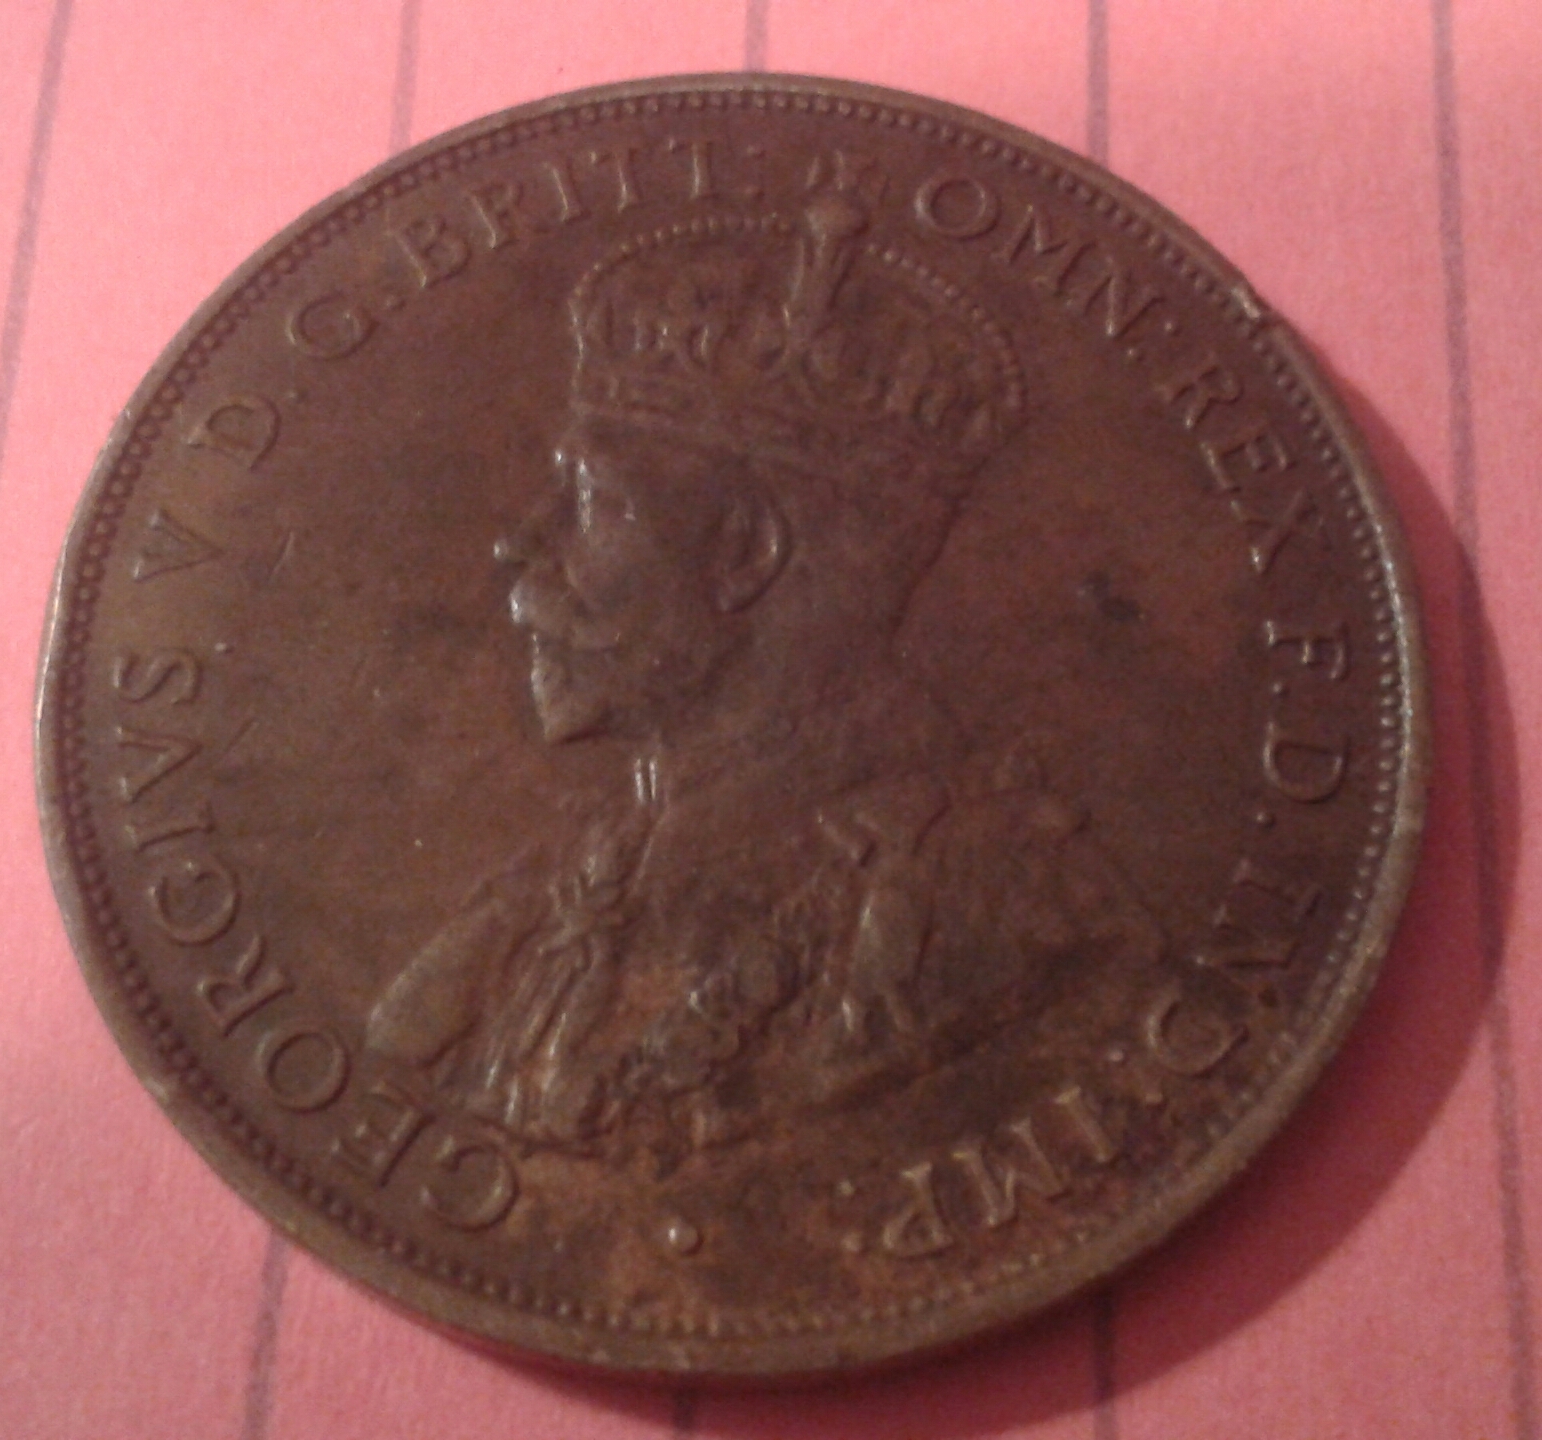 GEORGIVS V D.G.BRITT: OMN: REX F.D. IND. IMP.